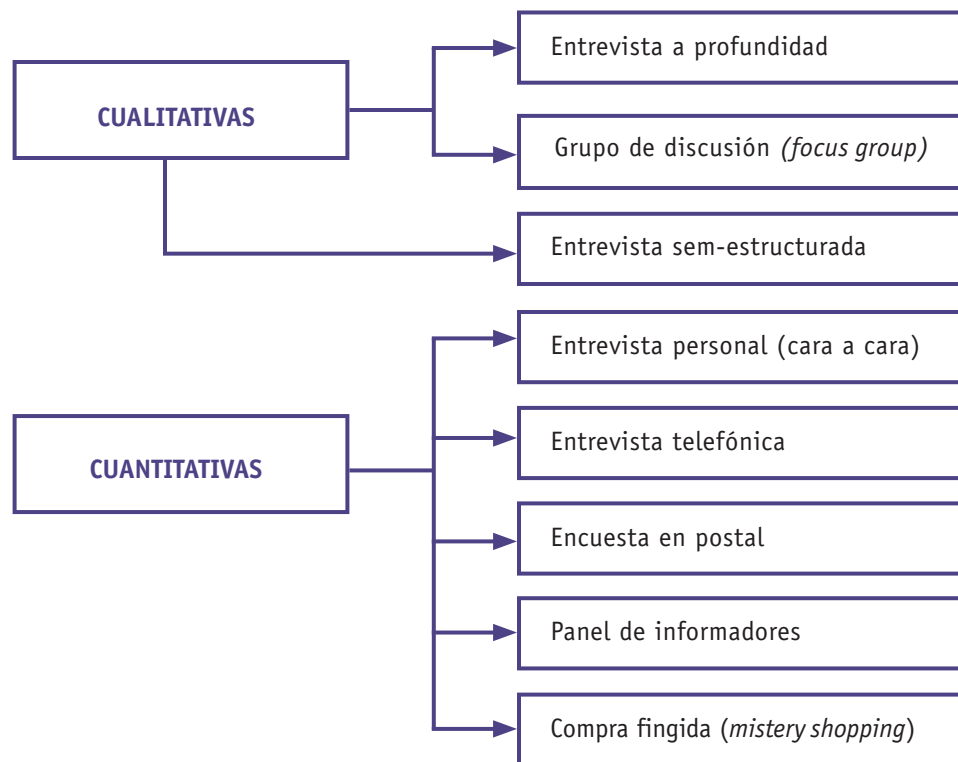 CUALITATIVAS
Entrevista a profundidad
Grupo de discusión (focus group)
Entrevista sem-estructurada
CUANTITATIVAS
Entrevista personal (cara a cara)
Entrevista telefónica
Encuesta en postal
Panel de informadores
Compra fingida (mistery shopping)